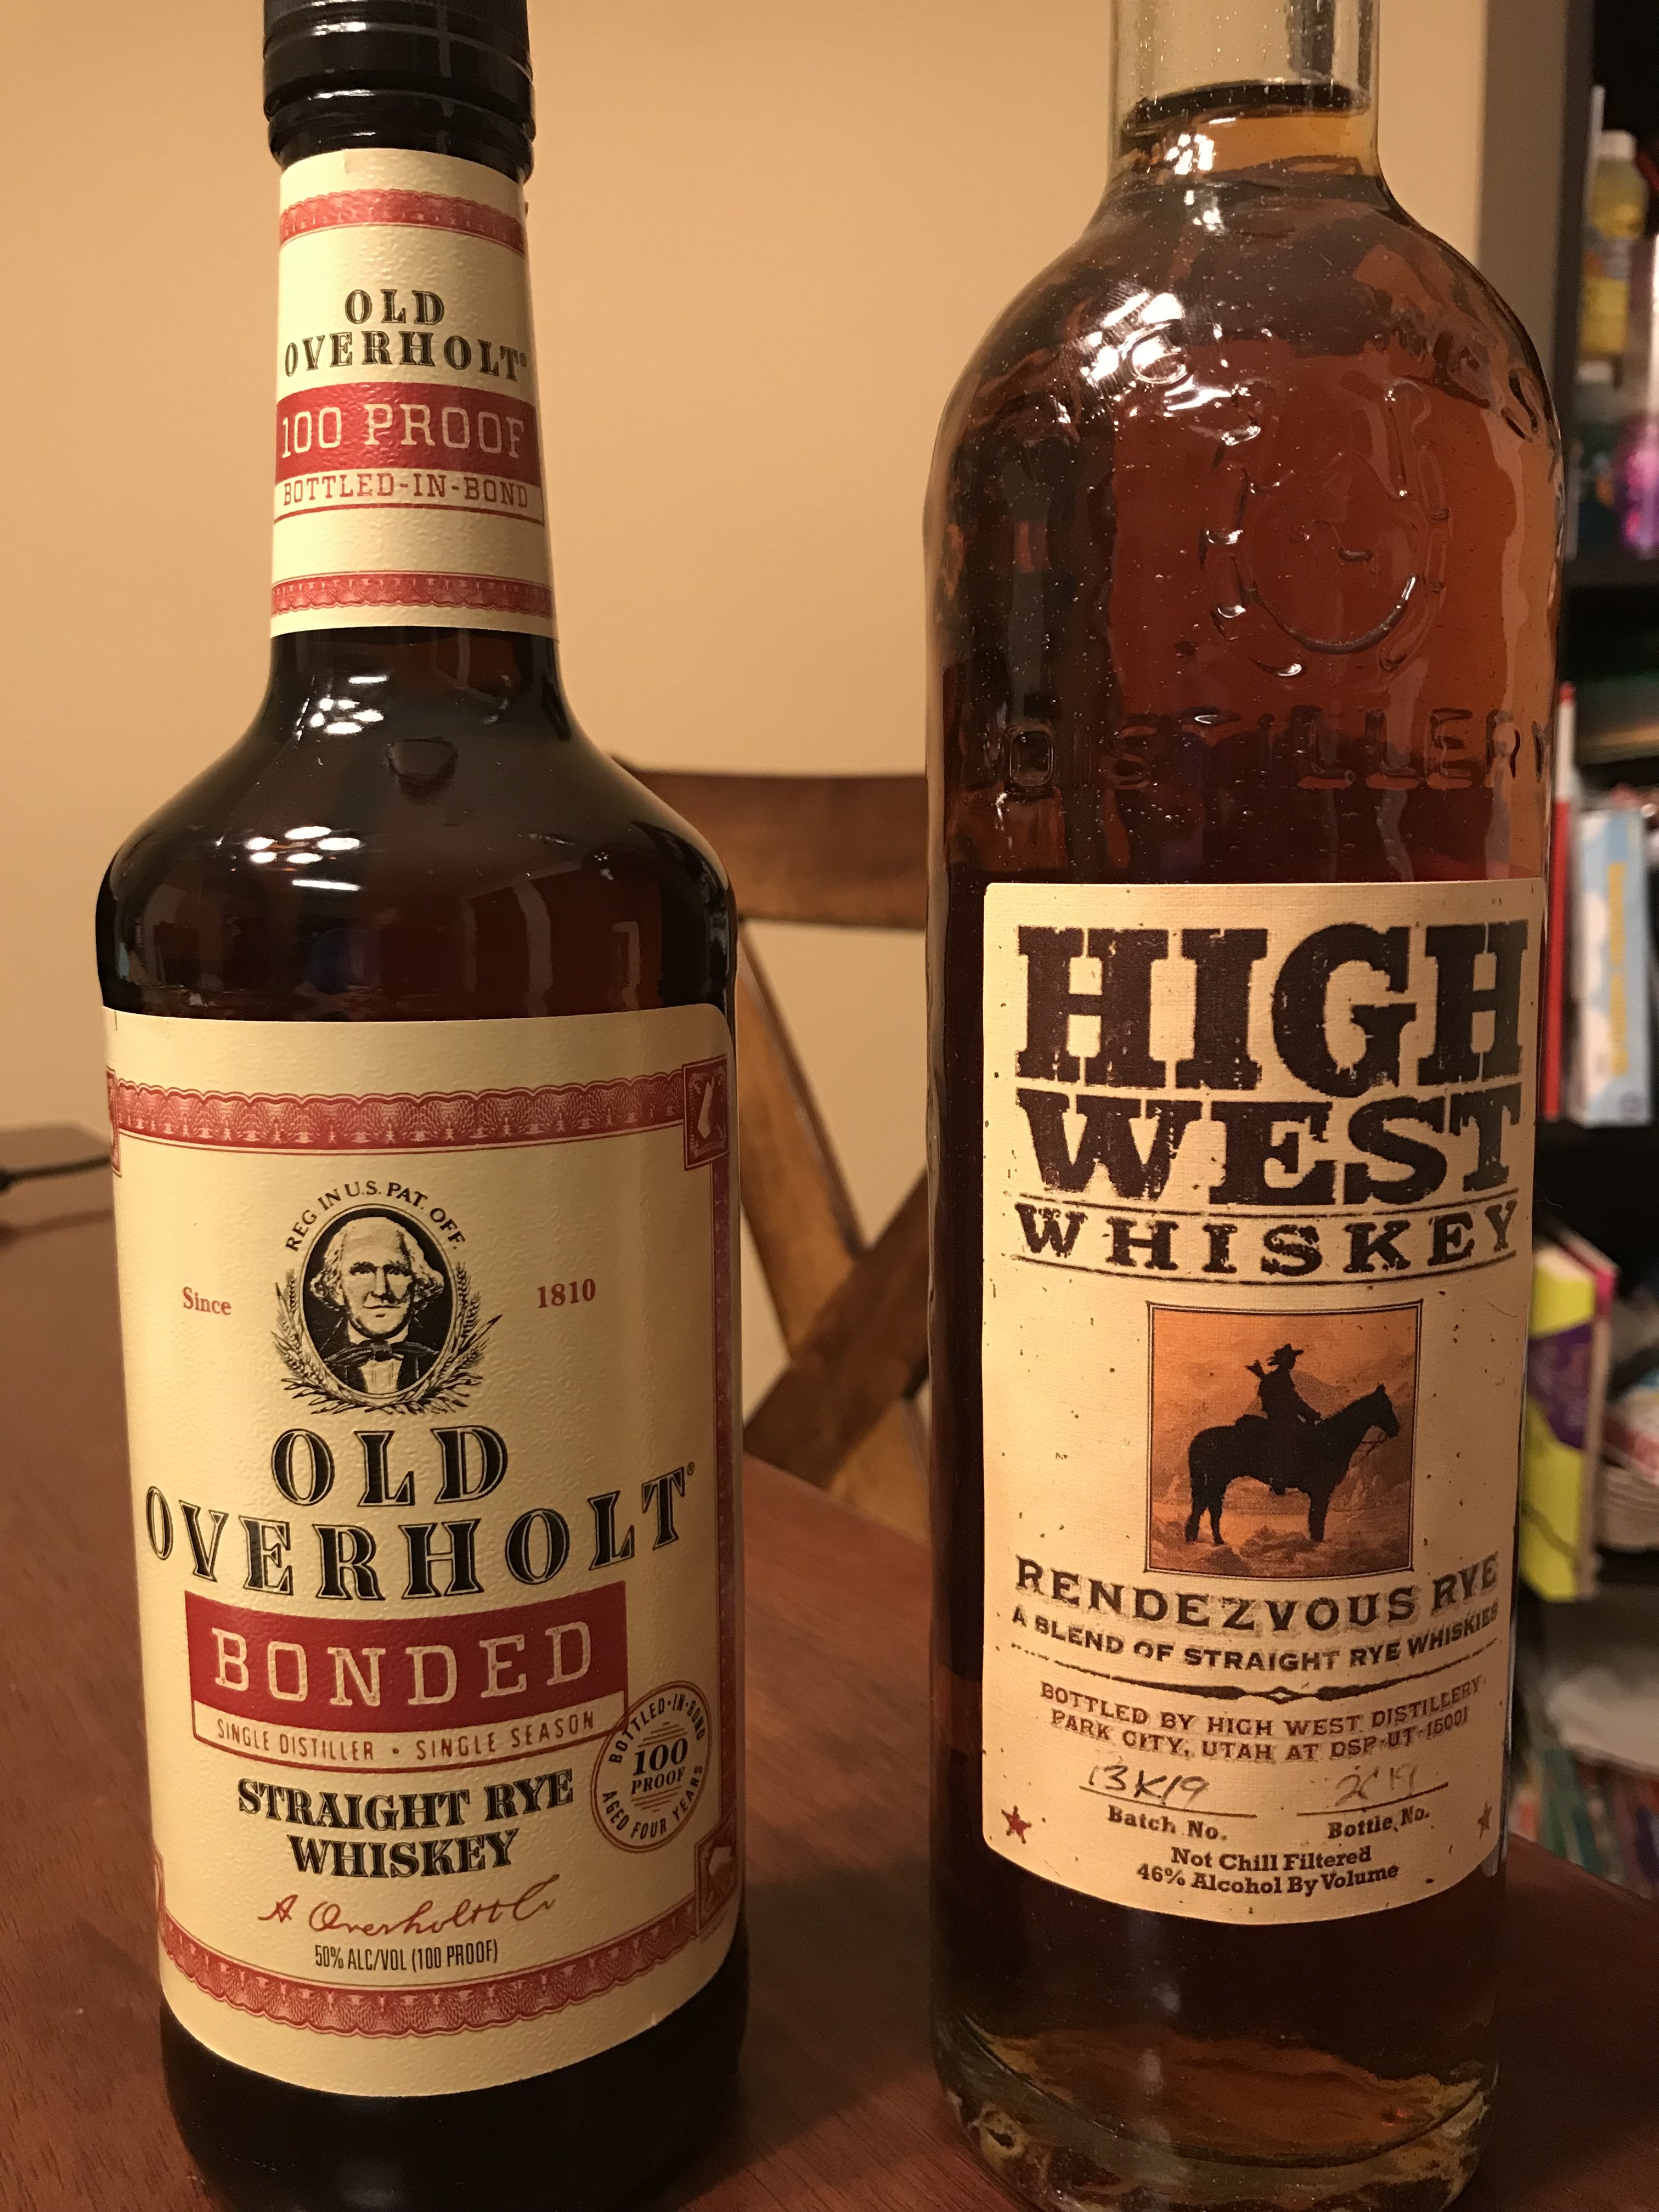 OLD
OVERHOLT®
100 PROOF
BOTTLED-IN-BOND
REG IN U.S. PAT. OFF.
Since 1810
OLD
OVERHOLT®
BONDED
SINGLE DISTILLER • SINGLE SEASON
BOTTLED-IN-BOND
100
PROOF
AGED FOUR YEARS
STRAIGHT RYE
WHISKEY
A Overholt & Co
50% ALC/VOL (100 PROOF)
DISTILLERY
HIGH
WEST
WHISKEY
RENDEZVOUS RYE
A BLEND OF STRAIGHT RYE WHISKIES
BOTTLED BY HIGH WEST DISTILLERY
PARK CITY, UTAH AT DSP-UT-15001
13K19
Batch No. Bottle No.
Not Chill Filtered
46% Alcohol By Volume